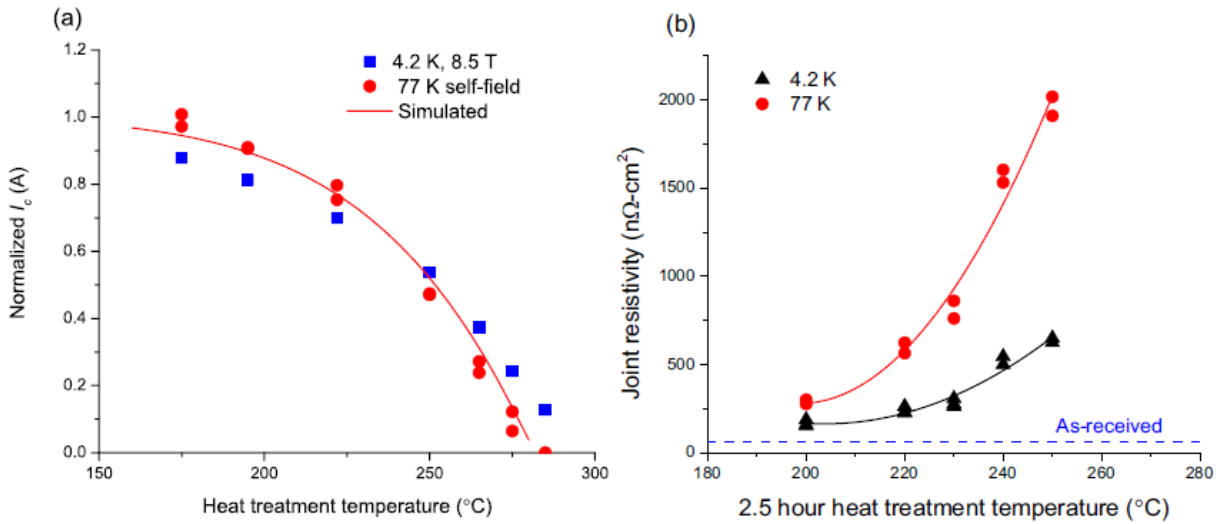 (a)
1.2
1.0
0.8
0.6
0.4
0.2
0.0
Normalized I_c (A)
4.2 K, 8.5 T
77 K self-field
Simulated
150
200
250
300
Heat treatment temperature (°C)
(b)
2000
1500
1000
500
0
Joint resistivity (nΩ-cm²)
4.2 K
77 K
As-received
180
200
220
240
260
280
2.5 hour heat treatment temperature (°C)